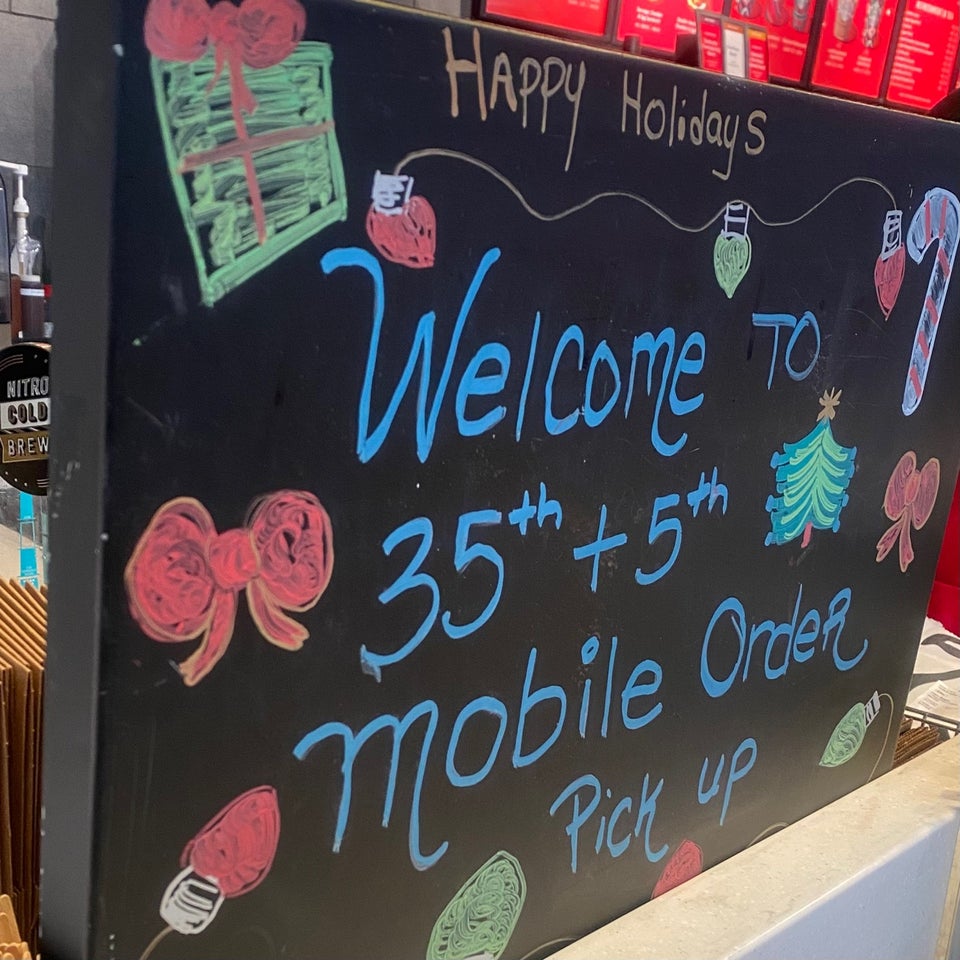 Happy Holidays
Welcome TO
35th + 5th
Mobile Order
Pick up
NITRO
COLD
BREW